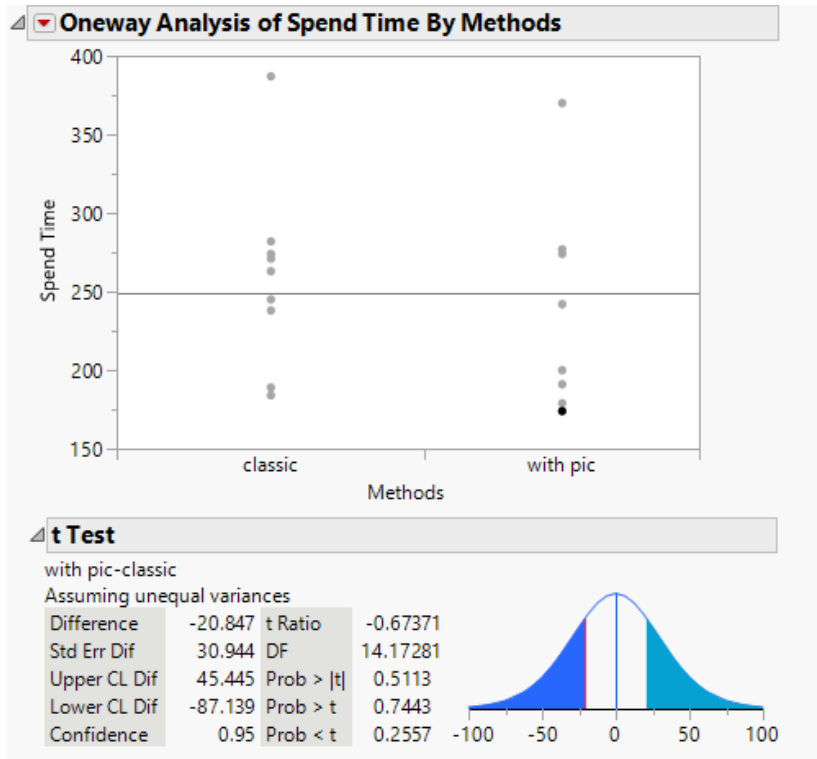 Oneway Analysis of Spend Time By Methods
400
350
300
250
200
150
Spend Time
classic with pic
Methods
t Test
with pic-classic
Assuming unequal variances
Difference -20.847 t Ratio -0.67371
Std Err Dif 30.944 DF 14.17281
Upper CL Dif 45.445 Prob > |t| 0.5113
Lower CL Dif -87.139 Prob > t 0.7443
Confidence 0.95 Prob < t 0.2557
-100 -50 0 50 100